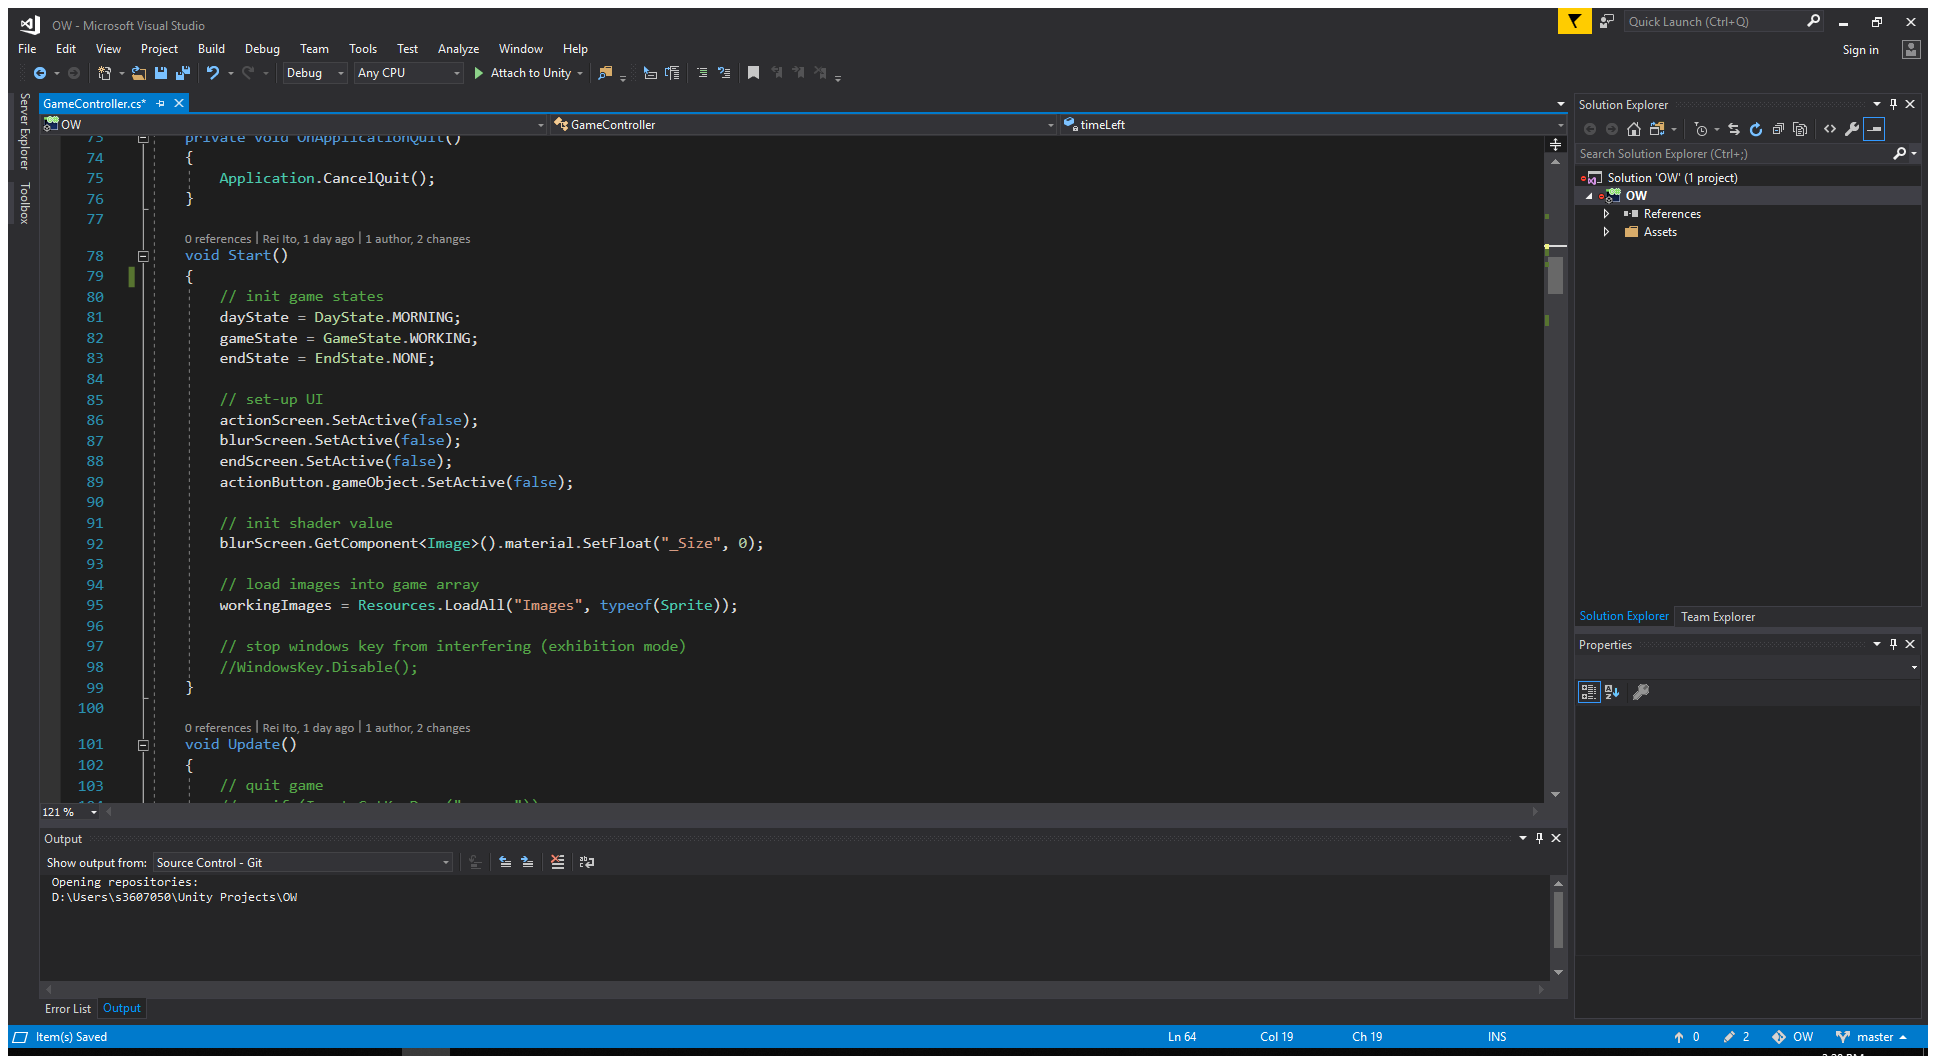 OW - Microsoft Visual Studio
Quick Launch (Ctrl+Q)
File Edit View Project Build Debug Team Tools Test Analyze Window Help
Sign in
Debug Any CPU Attach to Unity
Server Explorer
Toolbox
GameController.cs*
OW GameController timeLeft
73 private void OnApplicationQuit()
74 {
75 Application.CancelQuit();
76 }
77
0 references | Rei Ito, 1 day ago | 1 author, 2 changes
78 void Start()
79 {
80 // init game states
81 dayState = DayState.MORNING;
82 gameState = GameState.WORKING;
83 endState = EndState.NONE;
84
85 // set-up UI
86 actionScreen.SetActive(false);
87 blurScreen.SetActive(false);
88 endScreen.SetActive(false);
89 actionButton.gameObject.SetActive(false);
90
91 // init shader value
92 blurScreen.GetComponent<Image>().material.SetFloat("_Size", 0);
93
94 // load images into game array
95 workingImages = Resources.LoadAll("Images", typeof(Sprite));
96
97 // stop windows key from interfering (exhibition mode)
98 //WindowsKey.Disable();
99 }
100
0 references | Rei Ito, 1 day ago | 1 author, 2 changes
101 void Update()
102 {
103 // quit game
121 %
Output
Show output from: Source Control - Git
Opening repositories:
D:\Users\s3607050\Unity Projects\OW
Error List Output
Solution Explorer
Search Solution Explorer (Ctrl+;)
Solution 'OW' (1 project)
OW
References
Assets
Solution Explorer Team Explorer
Properties
Item(s) Saved Ln 64 Col 19 Ch 19 INS 0 2 OW master